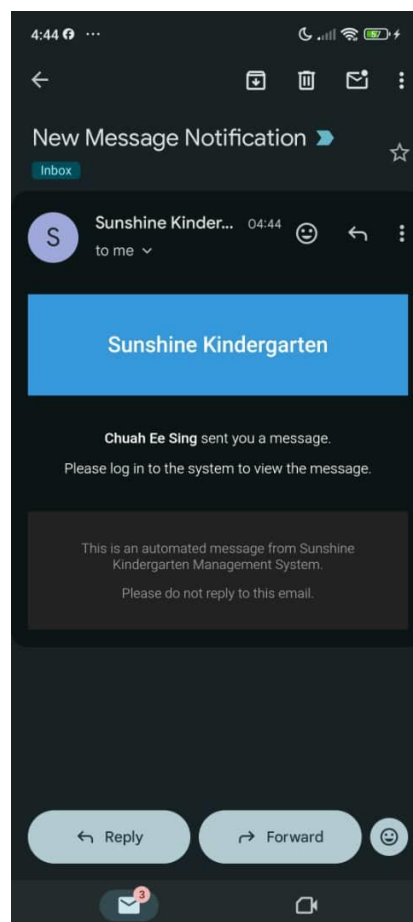 4:44 ...
57
New Message Notification
Inbox
S
Sunshine Kinder... 04:44
to me
Sunshine Kindergarten
Chuah Ee Sing sent you a message.
Please log in to the system to view the message.
This is an automated message from Sunshine
Kindergarten Management System.
Please do not reply to this email.
Reply
Forward
3